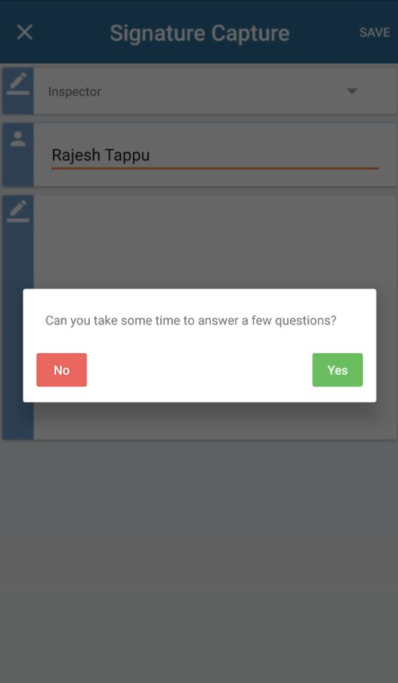 Signature Capture
SAVE
Inspector
Rajesh Tappu
Can you take some time to answer a few questions?
No
Yes